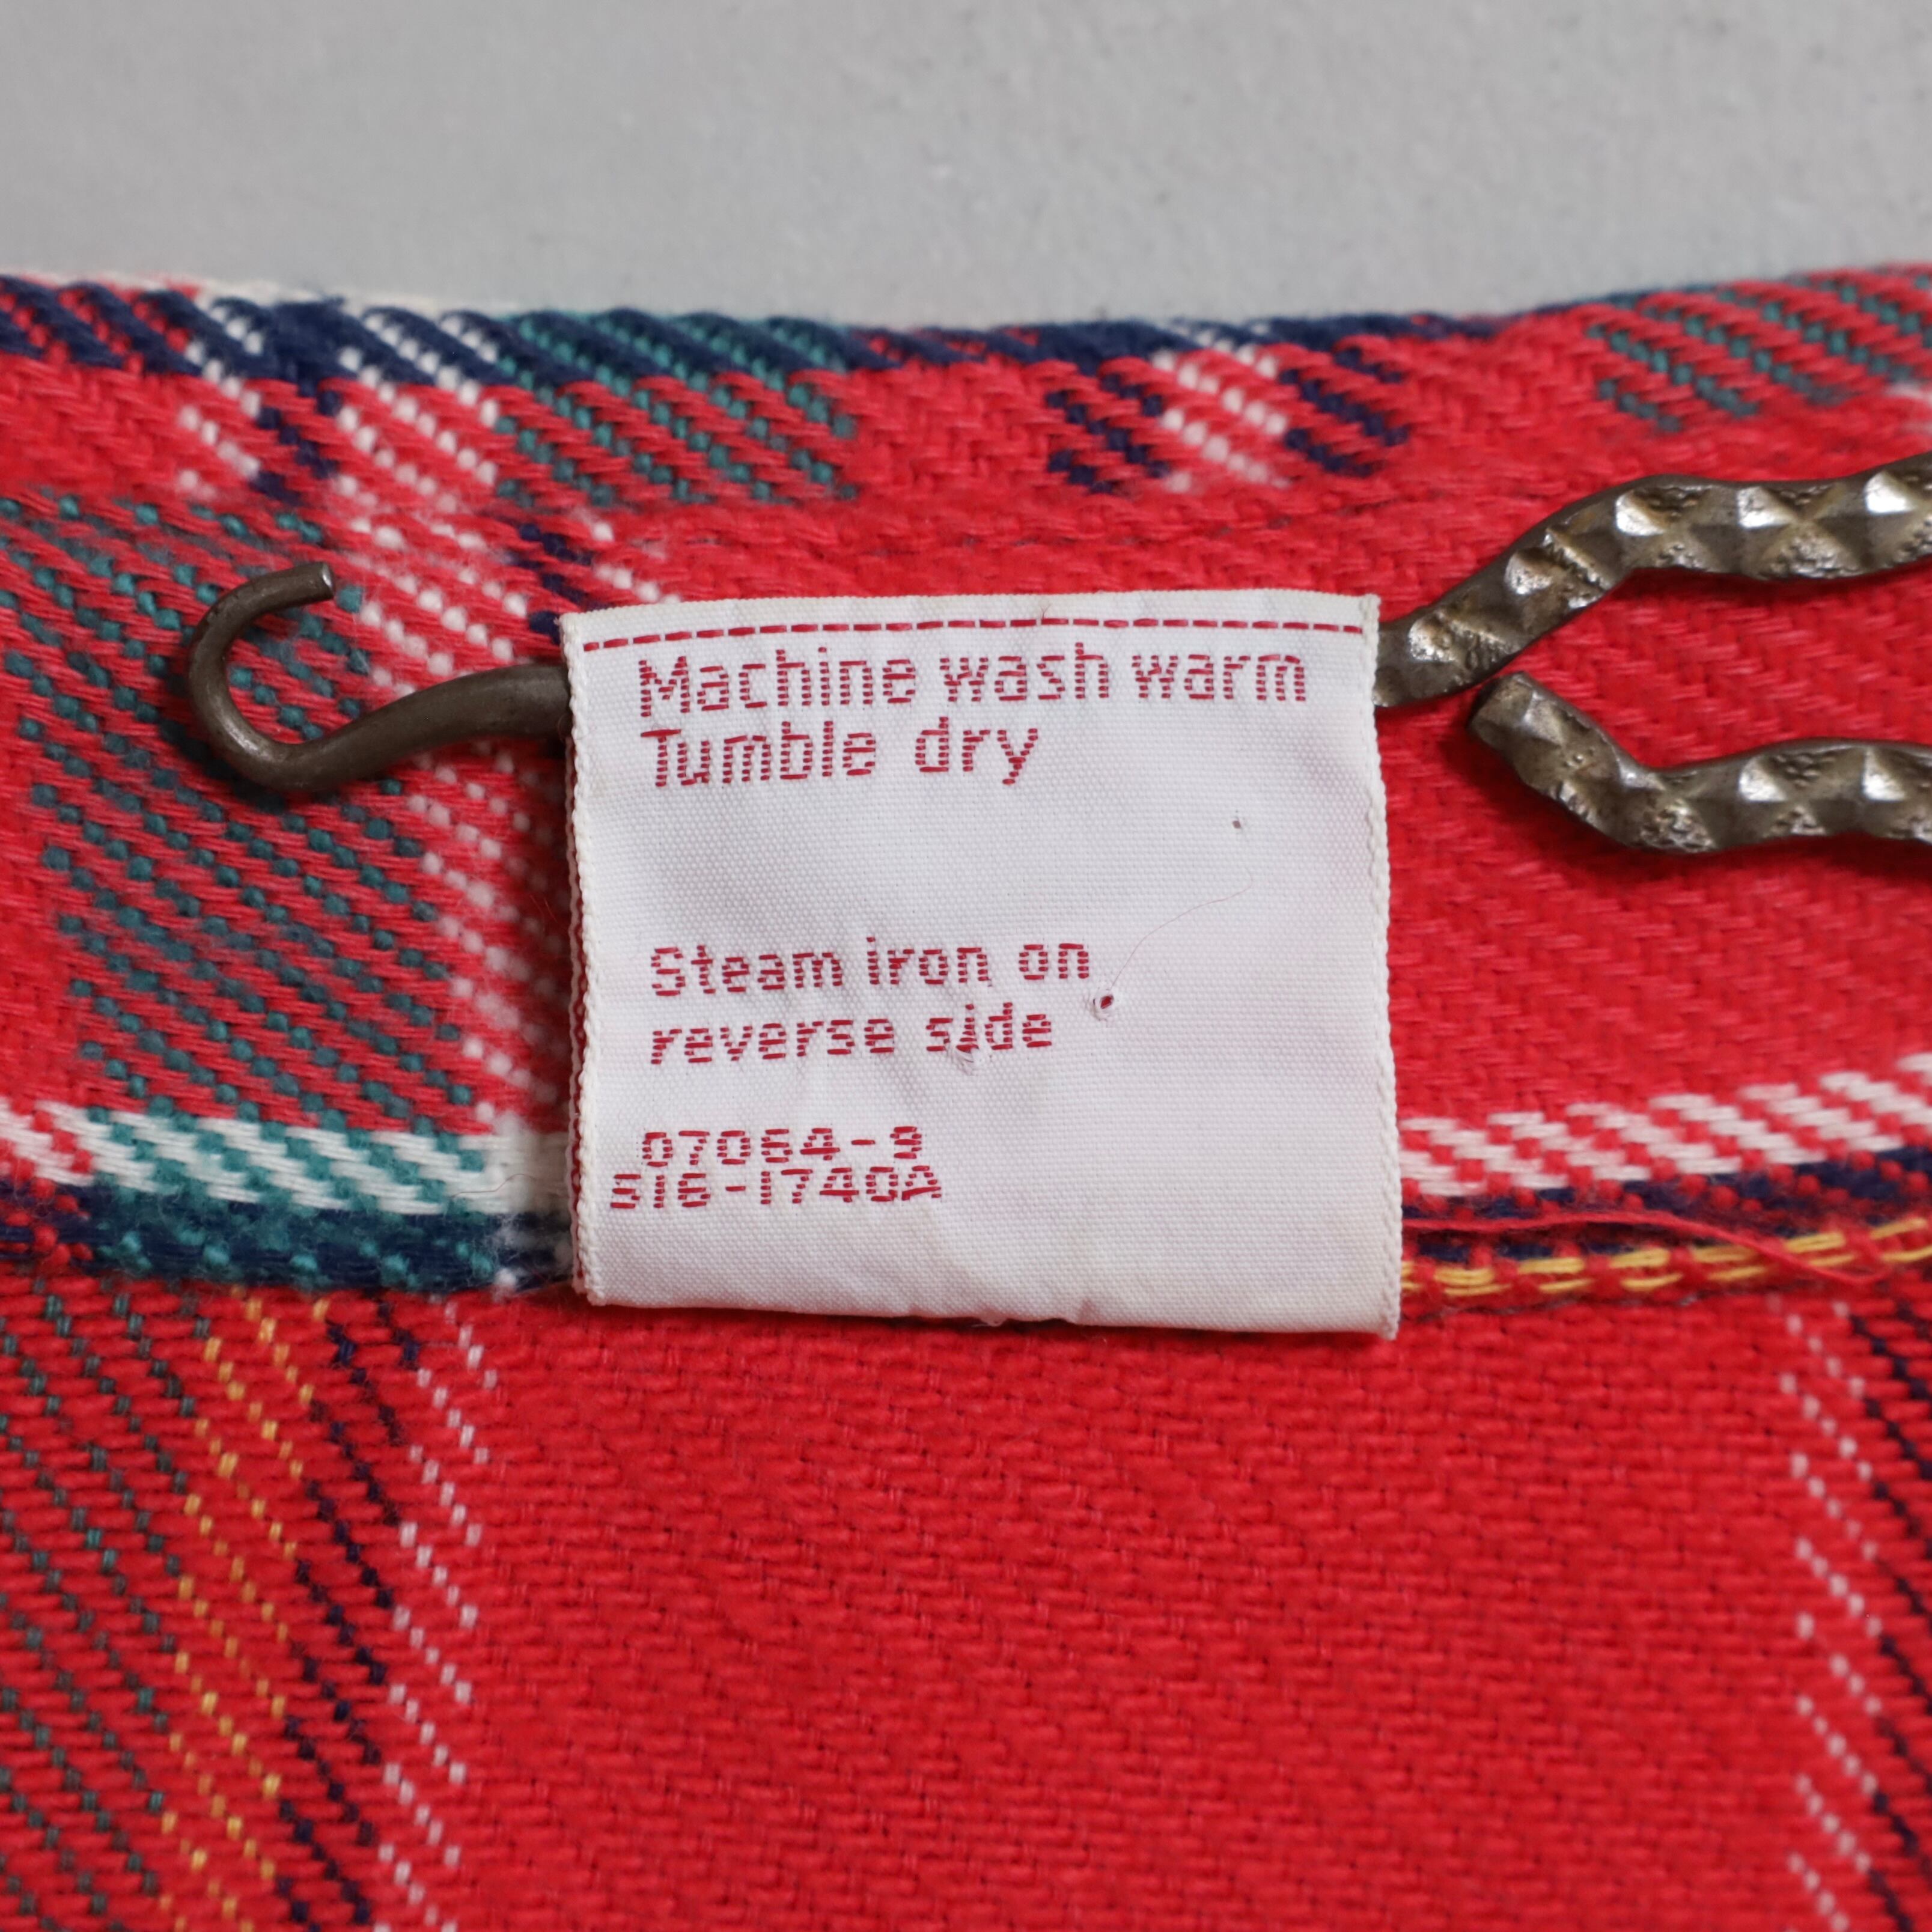 Machine wash warm
Tumble dry
Steam iron on
reverse side
07064-9
516-1740A